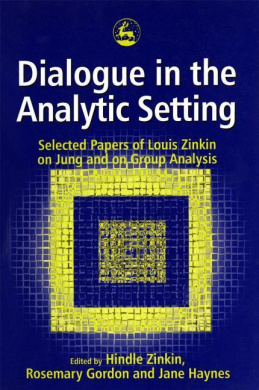 Dialogue in the
Analytic Setting
Selected Papers of Louis Zinkin
on Jung and on Group Analysis
Edited by Hindle Zinkin,
Rosemary Gordon and Jane Haynes